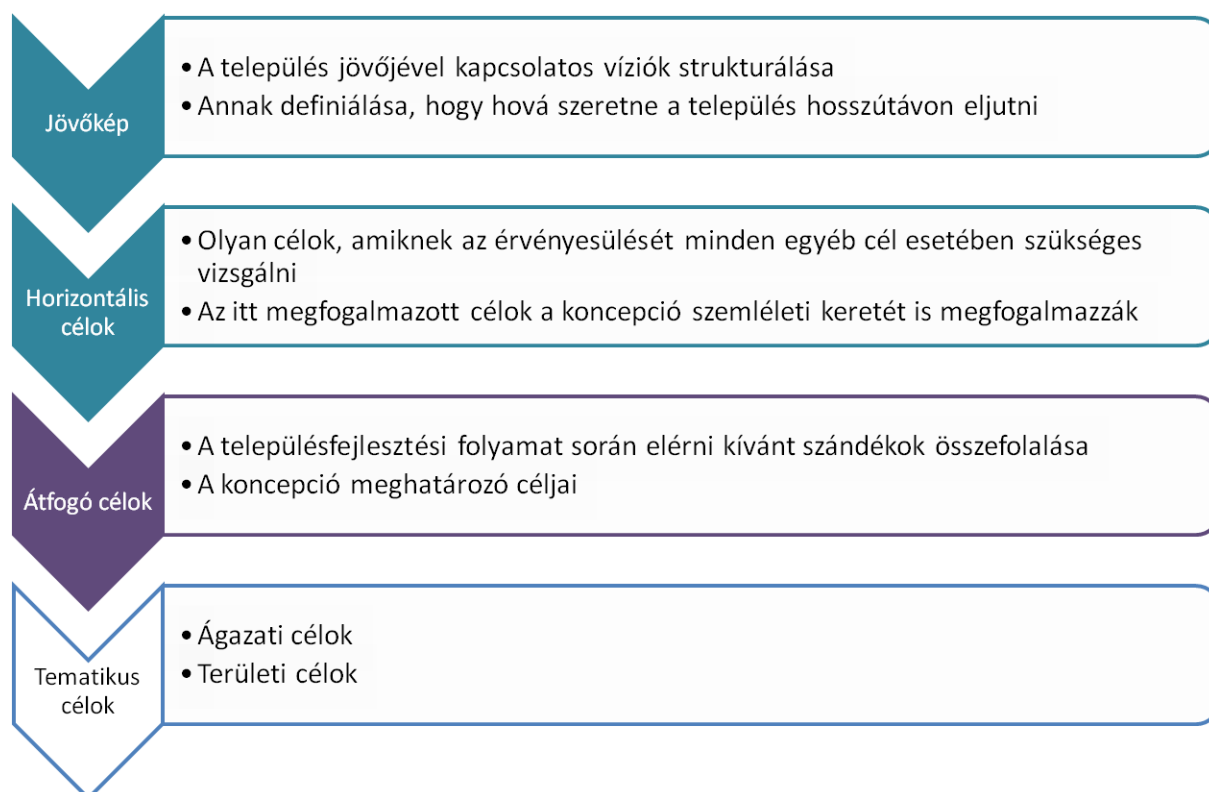 Jövőkép
• A település jövőjével kapcsolatos víziók strukturálása
• Annak definiálása, hogy hová szeretne a település hosszútávon eljutni
Horizontális
célok
• Olyan célok, amiknek az érvényesülését minden egyéb cél esetében szükséges
vizsgálni
• Az itt megfogalmazott célok a koncepció szemléleti keretét is megfogalmazzák
Átfogó célok
• A településfejlesztési folyamat során elérni kívánt szándékok összefolalása
• A koncepció meghatározó céljai
Tematikus
célok
• Ágazati célok
• Területi célok